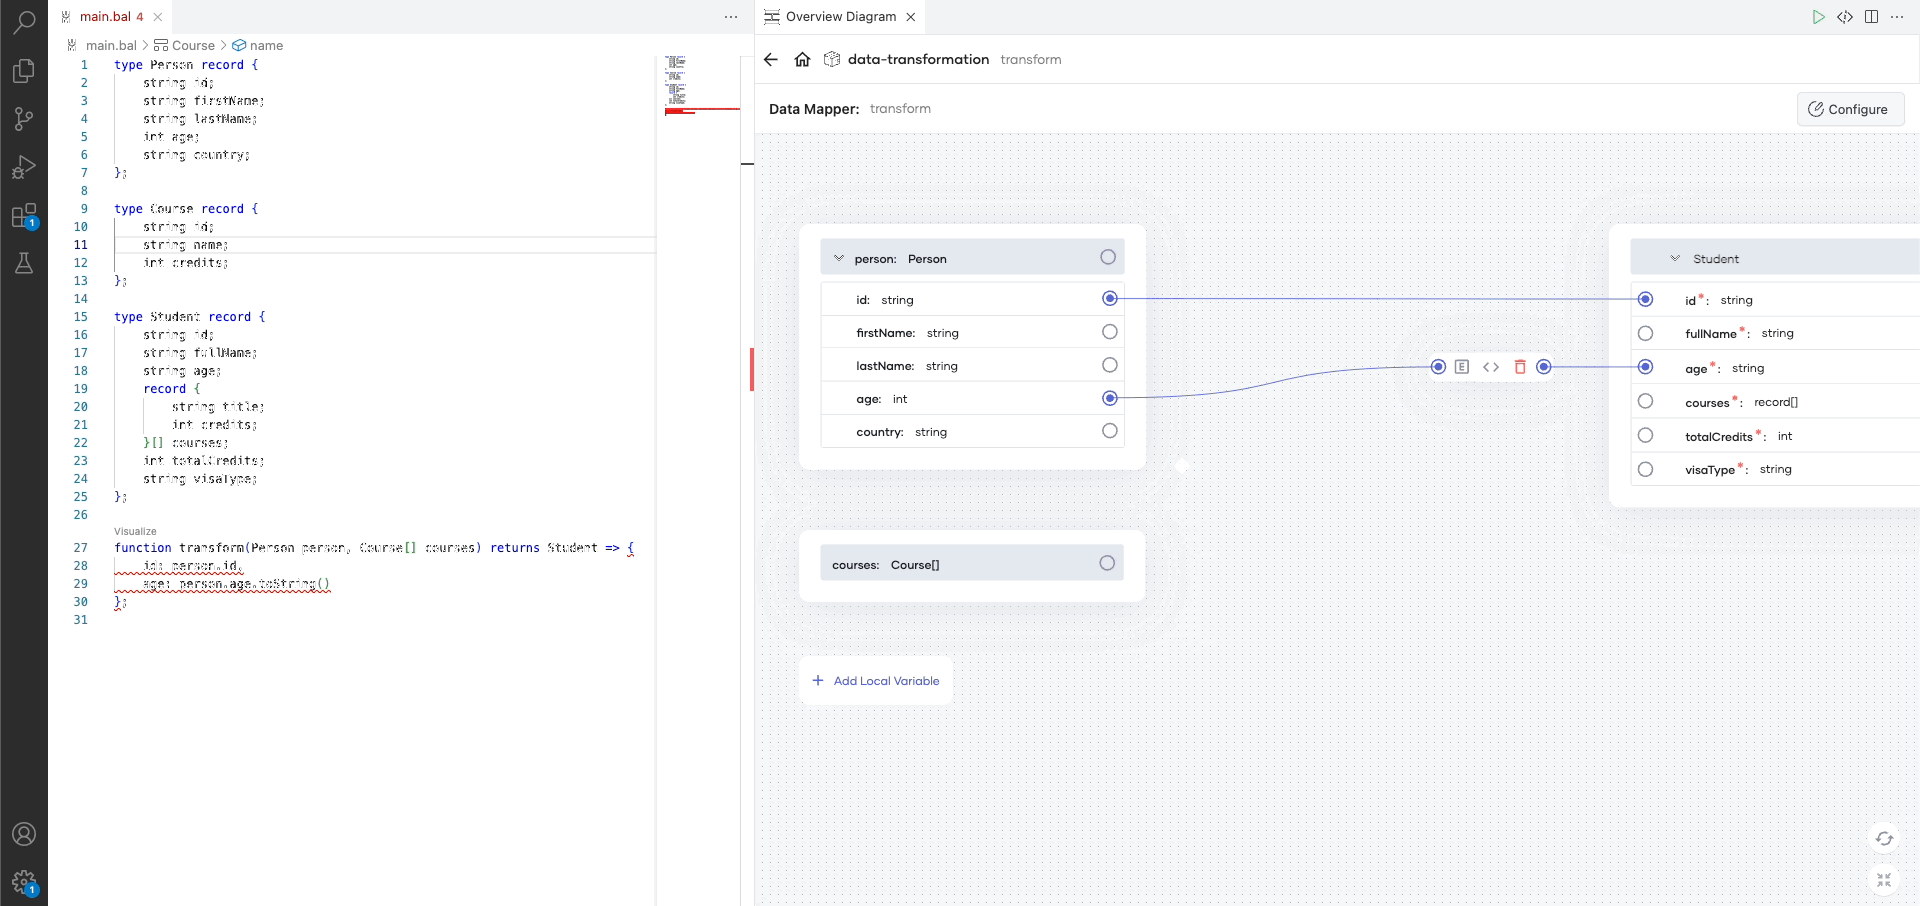 main.bal 4
main.bal > Course > name
1 type Person record {
2 string id;
3 string firstName;
4 string lastName;
5 int age;
6 string country;
7 };
8
9 type Course record {
10 string id;
11 string name;
12 int credits;
13 };
14
15 type Student record {
16 string id;
17 string fullName;
18 string age;
19 record {
20 string title;
21 int credits;
22 }[] courses;
23 int totalCredits;
24 string visaType;
25 };
26
Visualize
27 function transform(Person person, Course[] courses) returns Student => {
28 id: person.id,
29 age: person.age.toString()
30 };
31
1
1
Overview Diagram
data-transformation transform
Data Mapper: transform
Configure
person: Person
id: string
firstName: string
lastName: string
age: int
country: string
courses: Course[]
+ Add Local Variable
E <>
Student
id*: string
fullName*: string
age*: string
courses*: record[]
totalCredits*: int
visaType*: string